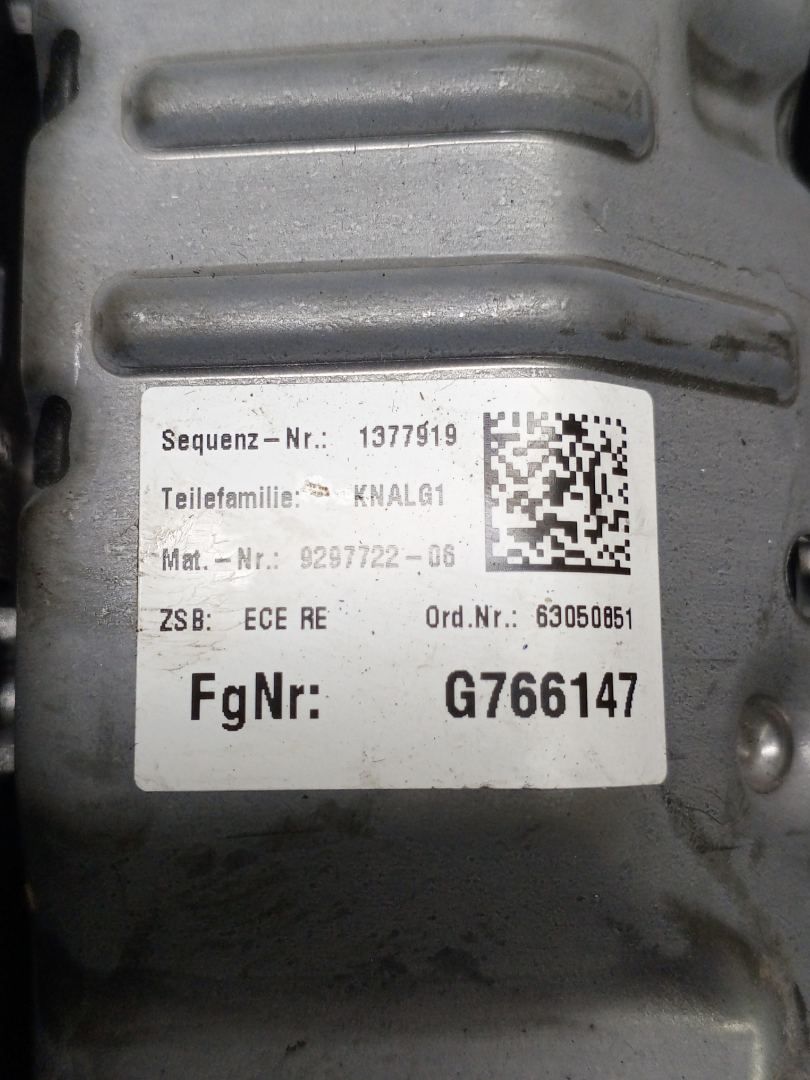 Sequenz-Nr.: 1377919
Teilefamilie: KNALG1
Mat.-Nr.: 9297722-06
ZSB: ECE RE Ord.Nr.: 63050851
FgNr: G766147